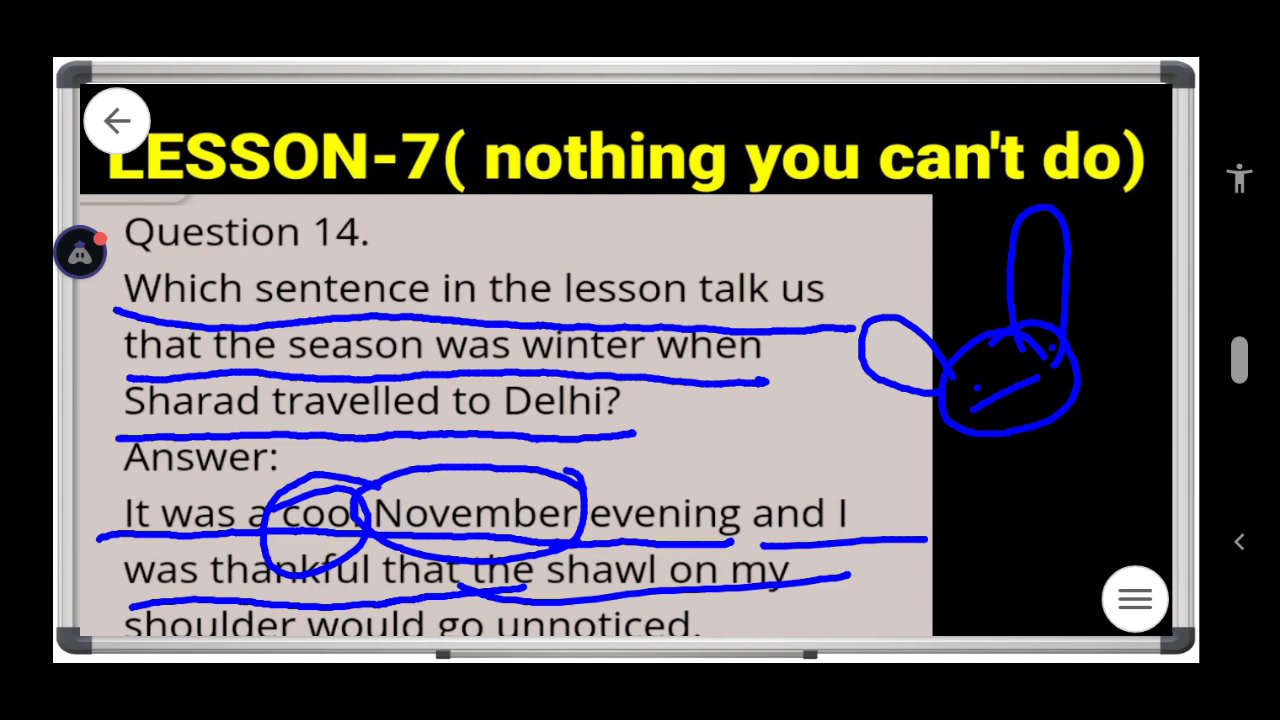 LESSON-7( nothing you can't do)
Question 14.
Which sentence in the lesson talk us
that the season was winter when
Sharad travelled to Delhi?
Answer:
It was a cool November evening and I
was thankful that the shawl on my
shoulder would go unnoticed.